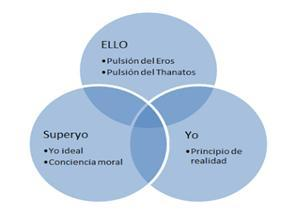 ELLO
•Pulsión del Eros
•Pulsión del Thanatos
Superyo
•Yo ideal
•Conciencia moral
Yo
•Principio de
realidad